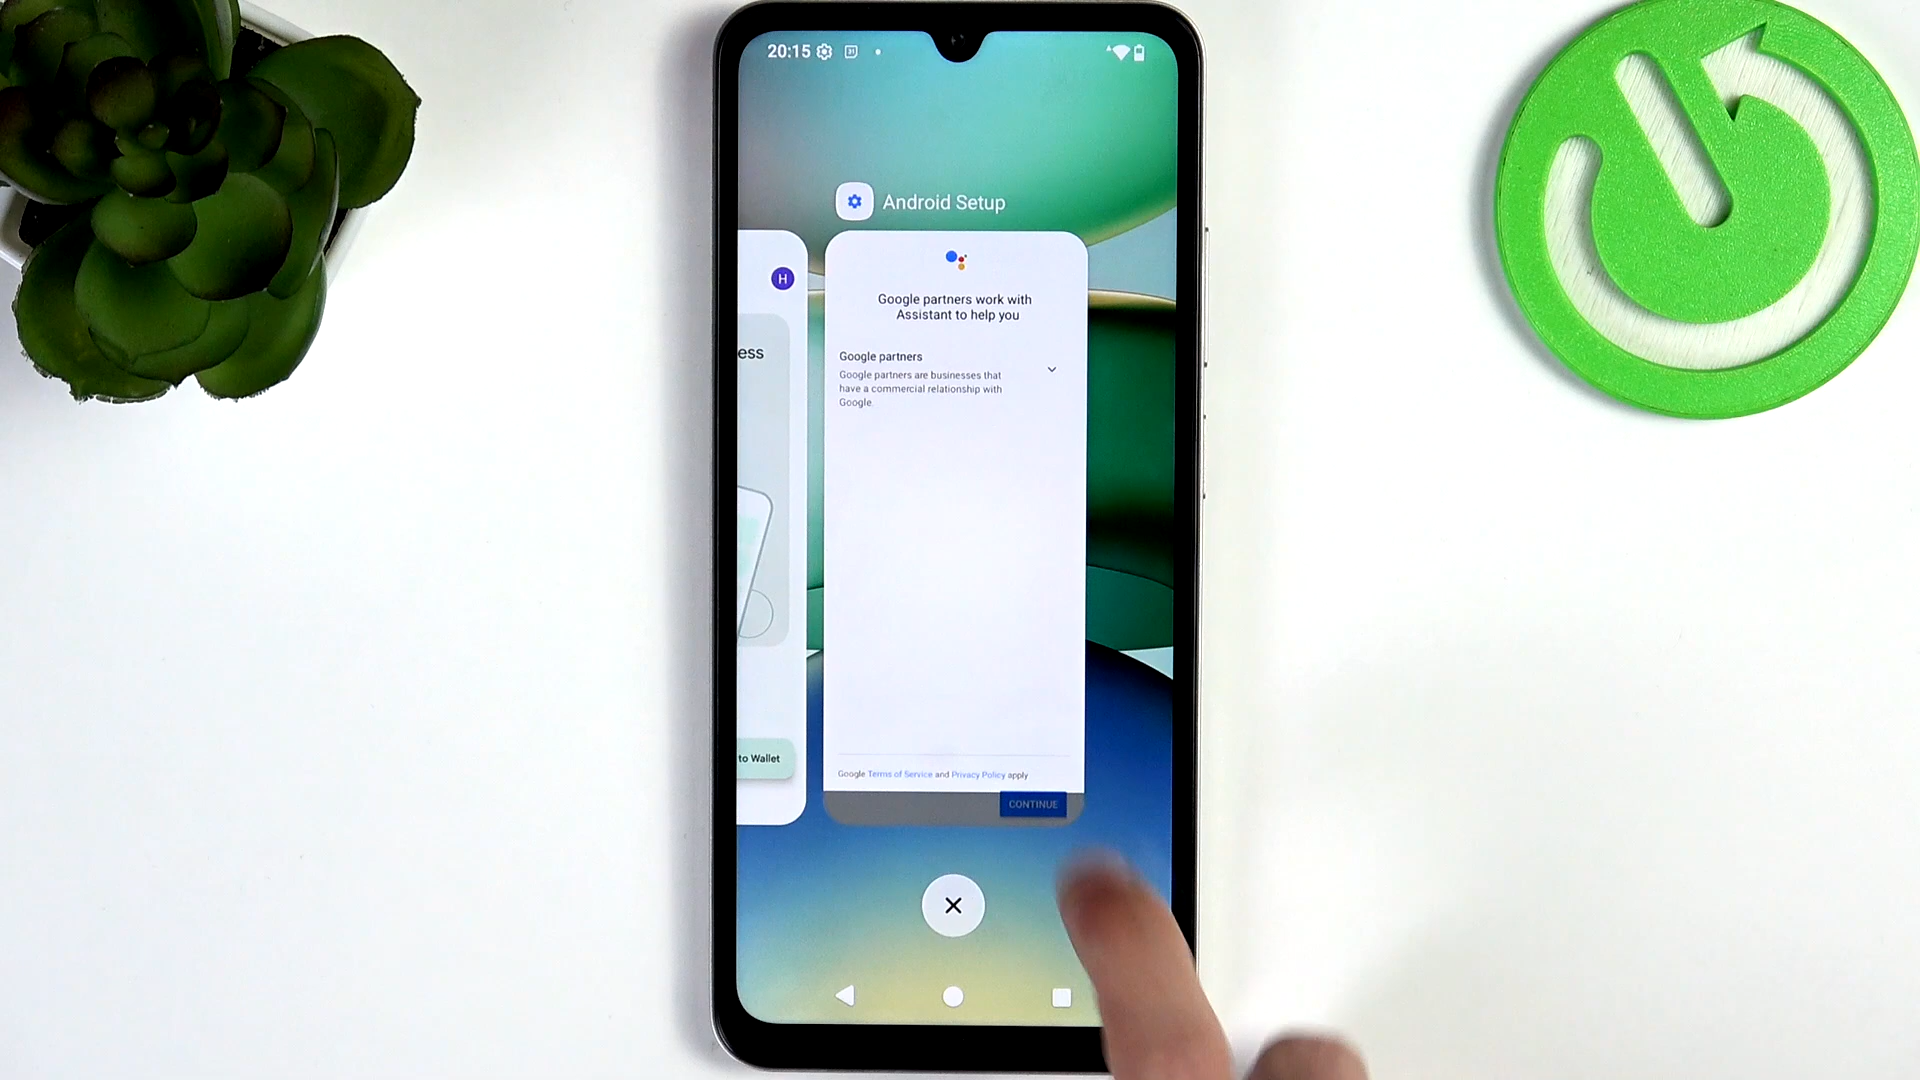 20:15
31
Android Setup
H
ess
to Wallet
Google partners work with
Assistant to help you
Google partners
Google partners are businesses that
have a commercial relationship with
Google.
Google Terms of Service and Privacy Policy apply
CONTINUE